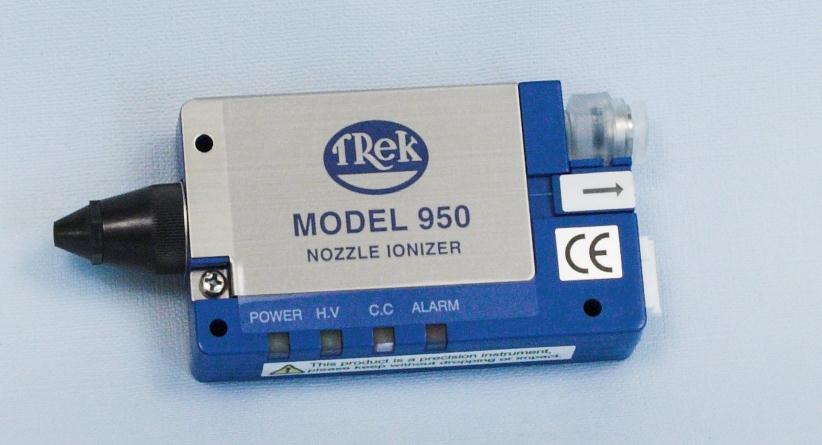 TREK
MODEL 950
NOZZLE IONIZER
CE
POWER H.V C.C ALARM
This product is a precision instrument,
please keep without dropping or impact.